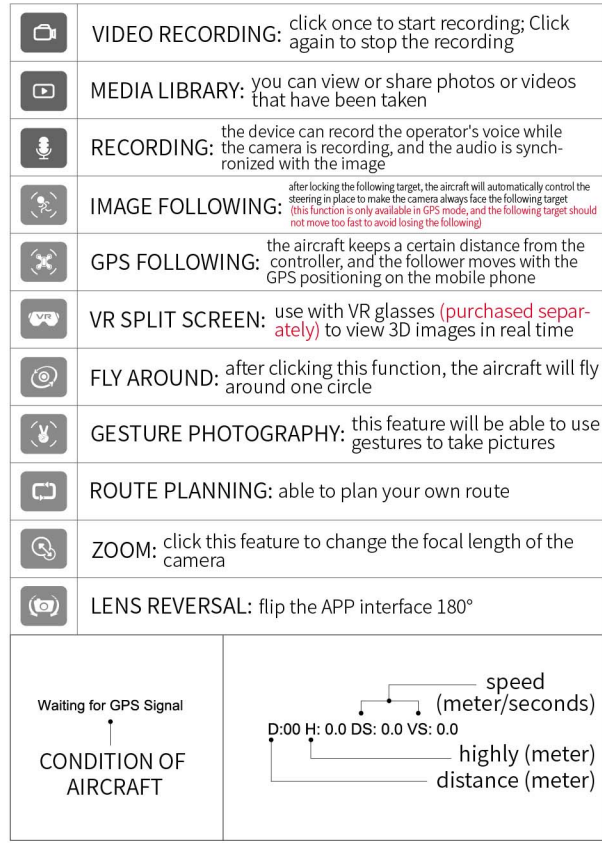 VIDEO RECORDING: click once to start recording; Click
again to stop the recording
MEDIA LIBRARY: you can view or share photos or videos
that have been taken
RECORDING: the device can record the operator's voice while
the camera is recording, and the audio is synch-
ronized with the image
IMAGE FOLLOWING: after locking the following target, the aircraft will automatically control the
steering in place to make the camera always face the following target
(this function is only available in GPS mode, and the following target should
not move too fast to avoid losing the following)
GPS FOLLOWING: the aircraft keeps a certain distance from the
controller, and the follower moves with the
GPS positioning on the mobile phone
VR
VR SPLIT SCREEN: use with VR glasses (purchased separ-
ately) to view 3D images in real time
FLY AROUND: after clicking this function, the aircraft will fly
around one circle
GESTURE PHOTOGRAPHY: this feature will be able to use
gestures to take pictures
ROUTE PLANNING: able to plan your own route
ZOOM: click this feature to change the focal length of the
camera
LENS REVERSAL: flip the APP interface 180°
Waiting for GPS Signal
CONDITION OF
AIRCRAFT
speed
(meter/seconds)
D:00 H: 0.0 DS: 0.0 VS: 0.0
highly (meter)
distance (meter)